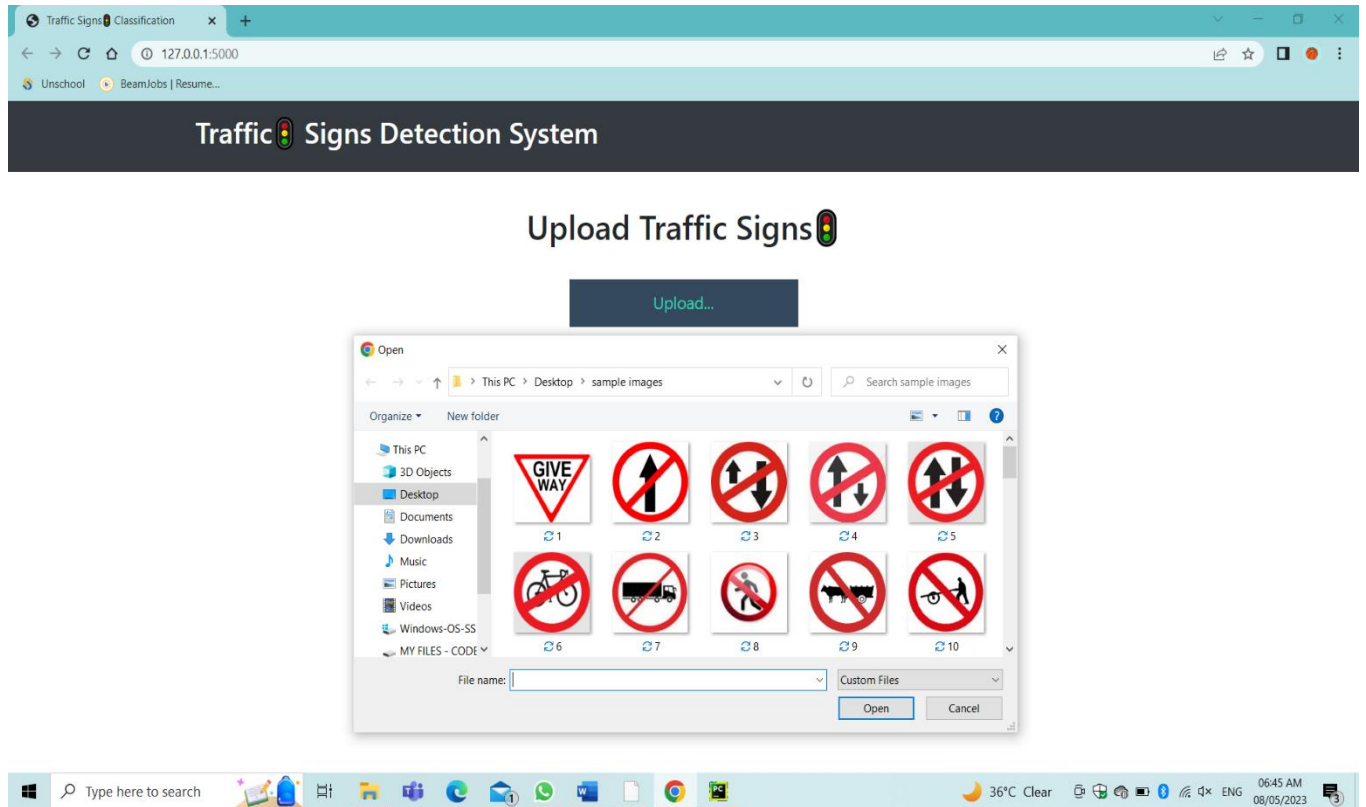 Traffic Signs🚦 Classification
127.0.0.1:5000
Unschool BeamJobs | Resume...
Traffic🚦 Signs Detection System
Upload Traffic Signs🚦
Upload...
Open
This PC > Desktop > sample images
Search sample images
Organize New folder
This PC
3D Objects
Desktop
Documents
Downloads
Music
Pictures
Videos
Windows-OS-SS
MY FILES - CODE
GIVE
WAY
1 2 3 4 5
6 7 8 9 10
File name: Custom Files
Open Cancel
Type here to search
1
W
PC
36°C Clear
ENG
06:45 AM
08/05/2023
3